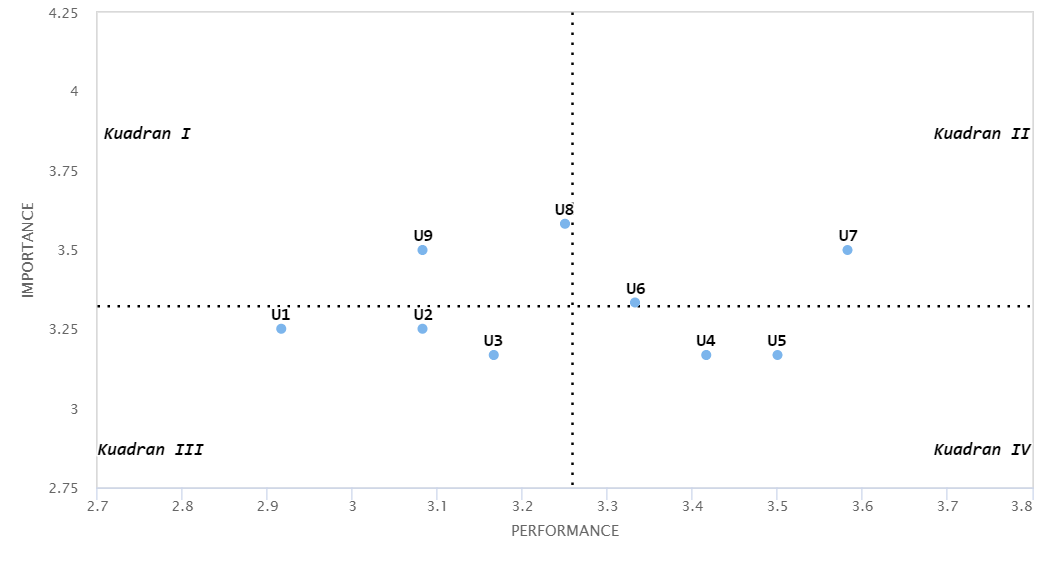 4.25
4
Kuadran I
Kuadran II
3.75
U8
U9
U7
3.5
IMPORTANCE
U6
U1
U2
3.25
U3
U4
U5
3
Kuadran III
Kuadran IV
2.75
2.7 2.8 2.9 3 3.1 3.2 3.3 3.4 3.5 3.6 3.7 3.8
PERFORMANCE